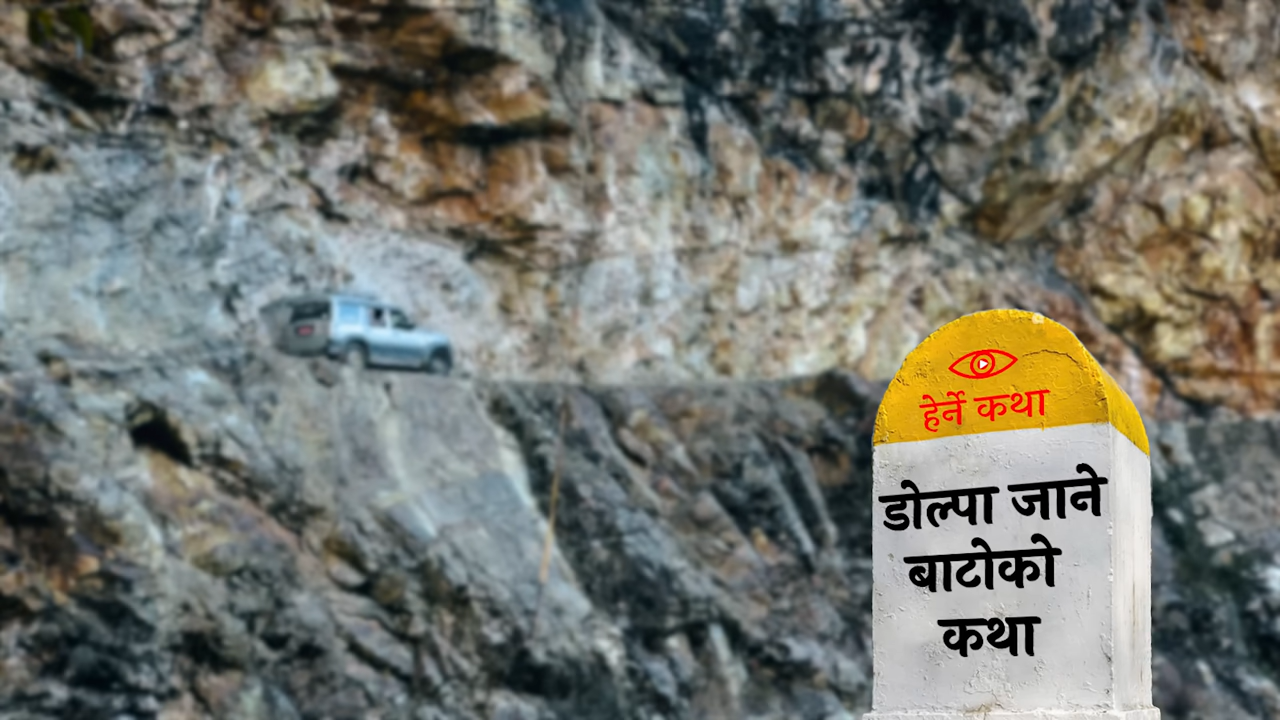 हेर्ने कथा
डोल्पा जाने
बाटोको
कथा